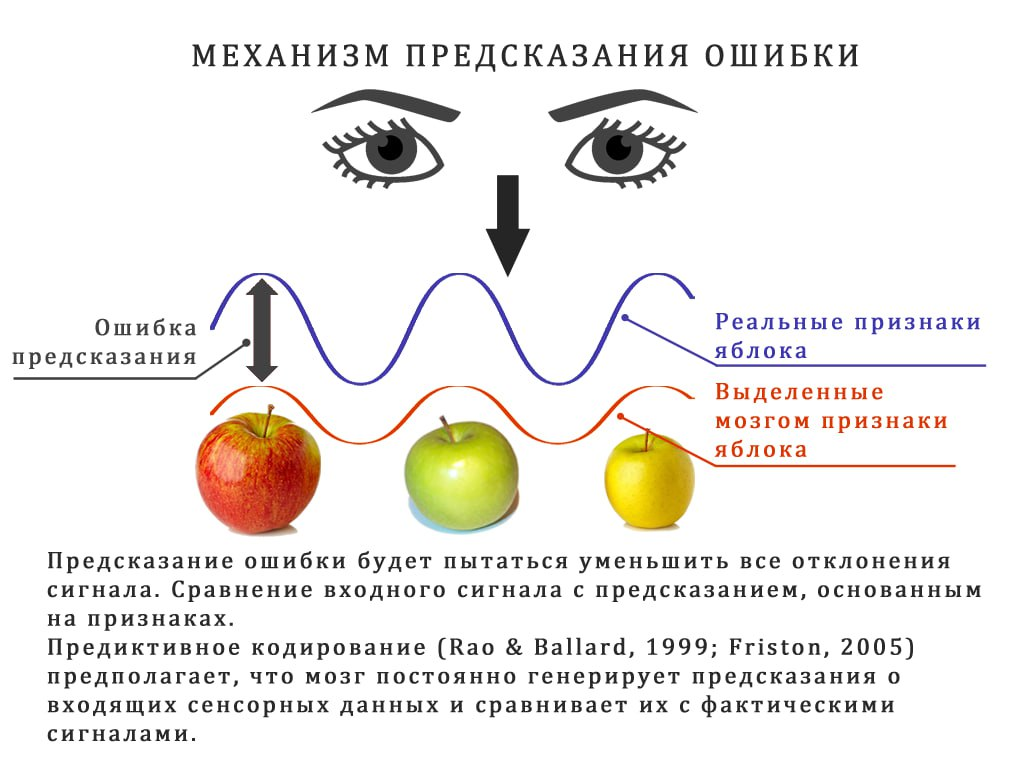 МЕХАНИЗМ ПРЕДСКАЗАНИЯ ОШИБКИ
Ошибка
предсказания
Реальные признаки
яблока
Выделенные
мозгом признаки
яблока
Предсказание ошибки будет пытаться уменьшить все отклонения
сигнала. Сравнение входного сигнала с предсказанием, основанным
на признаках.
Предиктивное кодирование (Rao & Ballard, 1999; Friston, 2005)
предполагает, что мозг постоянно генерирует предсказания о
входящих сенсорных данных и сравнивает их с фактическими
сигналами.